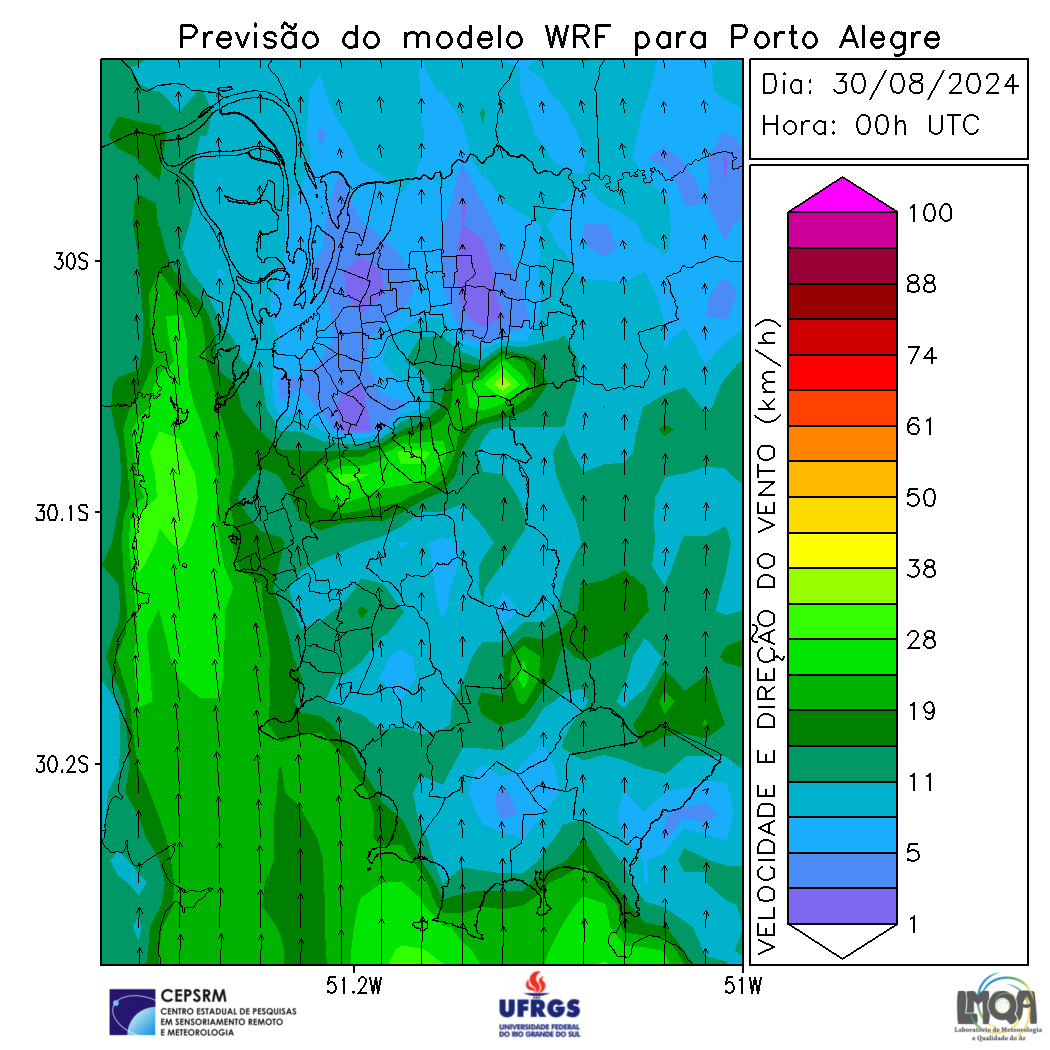 Previsão do modelo WRF para Porto Alegre
Dia: 30/08/2024
Hora: 00h UTC
30S
30.1S
30.2S
51.2W
51W
VELOCIDADE E DIREÇÃO DO VENTO (km/h)
100
88
74
61
50
38
28
19
11
5
1
CEPSRM
CENTRO ESTADUAL DE PESQUISAS
EM SENSORIAMENTO REMOTO
E METEOROLOGIA
UFRGS
UNIVERSIDADE FEDERAL
DO RIO GRANDE DO SUL
LMQA
Laboratório de Meteorologia
e Qualidade do Ar